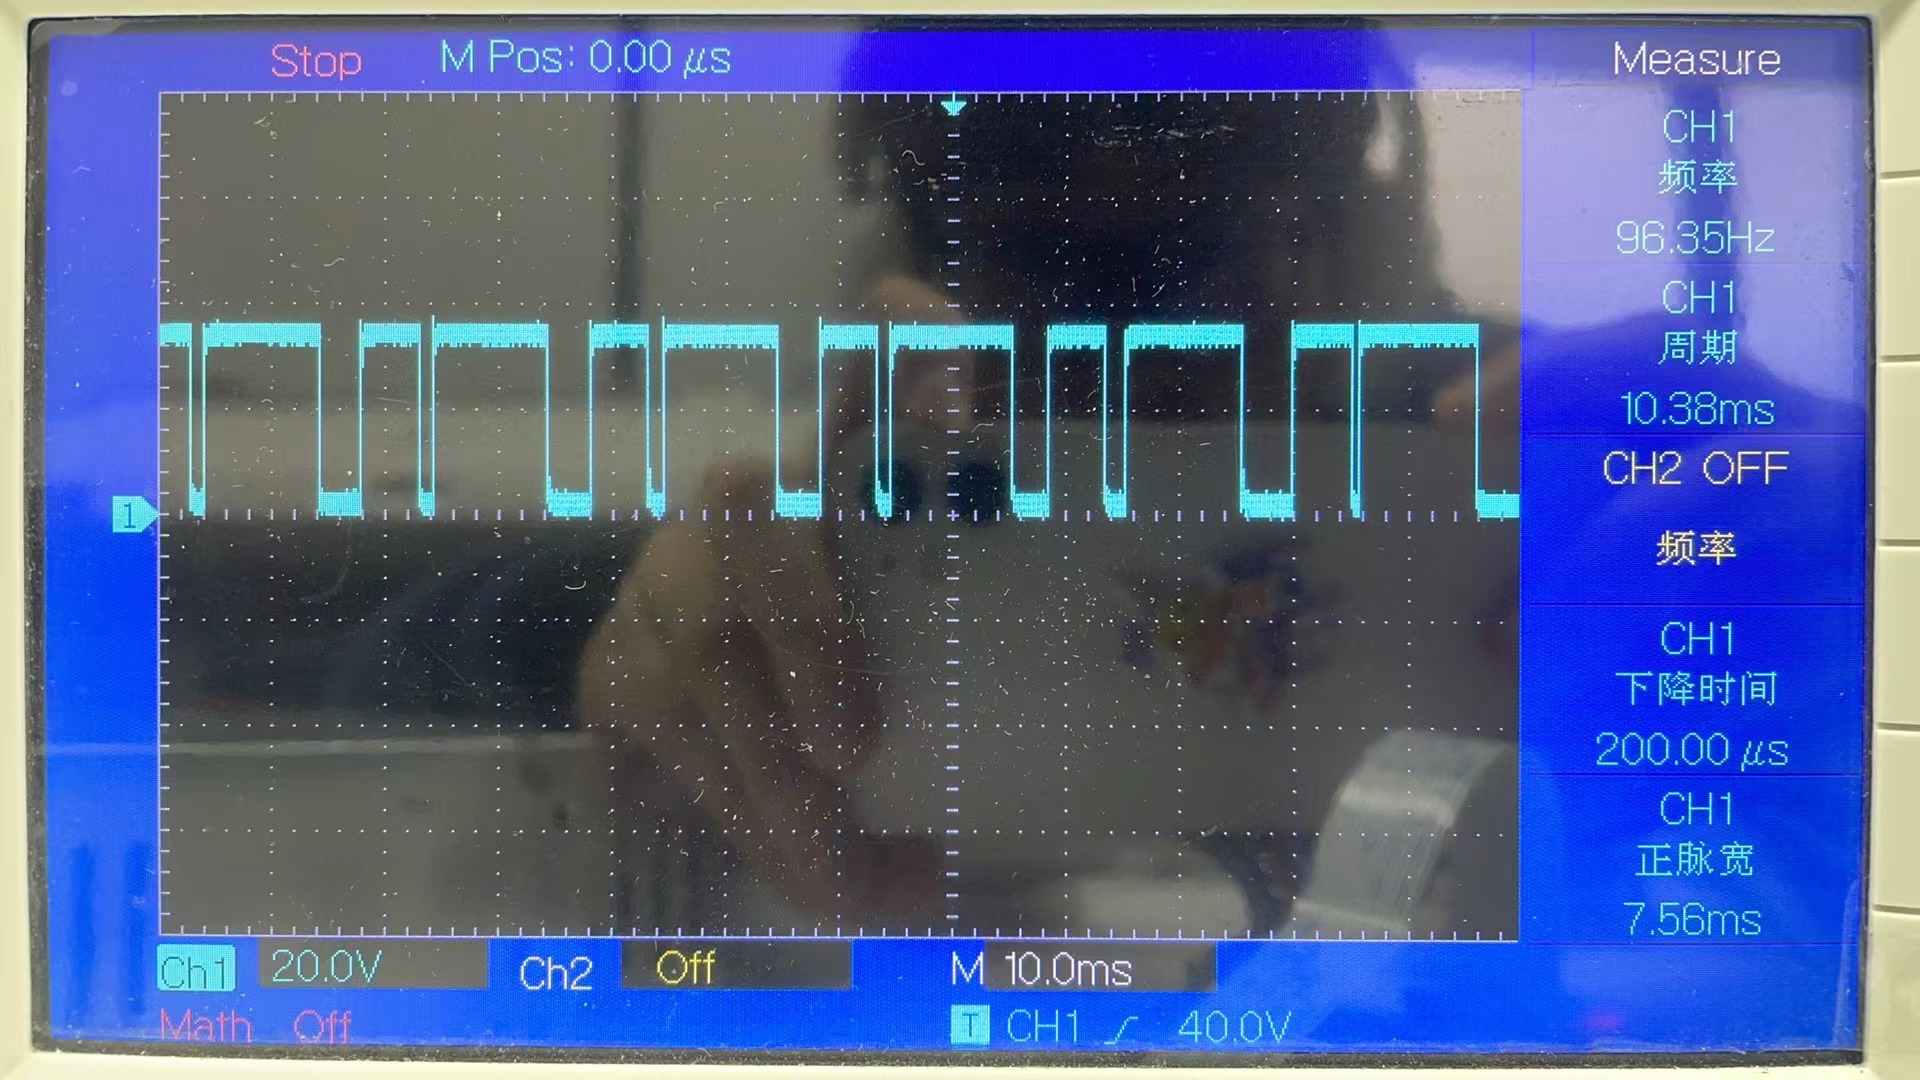 Stop M Pos: 0.00 μs Measure
CH1
频率
96.35Hz
CH1
周期
10.38ms
CH2 OFF
频率
CH1
下降时间
200.00 μs
CH1
正脉宽
7.56ms
1
Ch1 20.0V Ch2 Off M 10.0ms
Math Off T CH1 40.0V